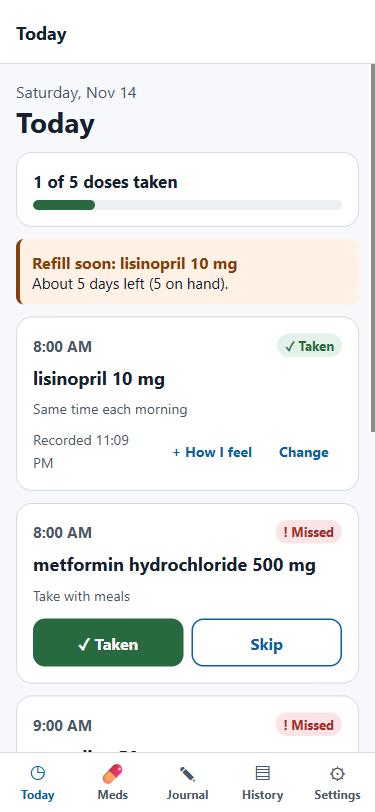 Today
Saturday, Nov 14
Today
1 of 5 doses taken
Refill soon: lisinopril 10 mg
About 5 days left (5 on hand).
8:00 AM
✓ Taken
lisinopril 10 mg
Same time each morning
Recorded 11:09
PM
+ How I feel
Change
8:00 AM
! Missed
metformin hydrochloride 500 mg
Take with meals
✓ Taken
Skip
9:00 AM
! Missed
Today
Meds
Journal
History
Settings